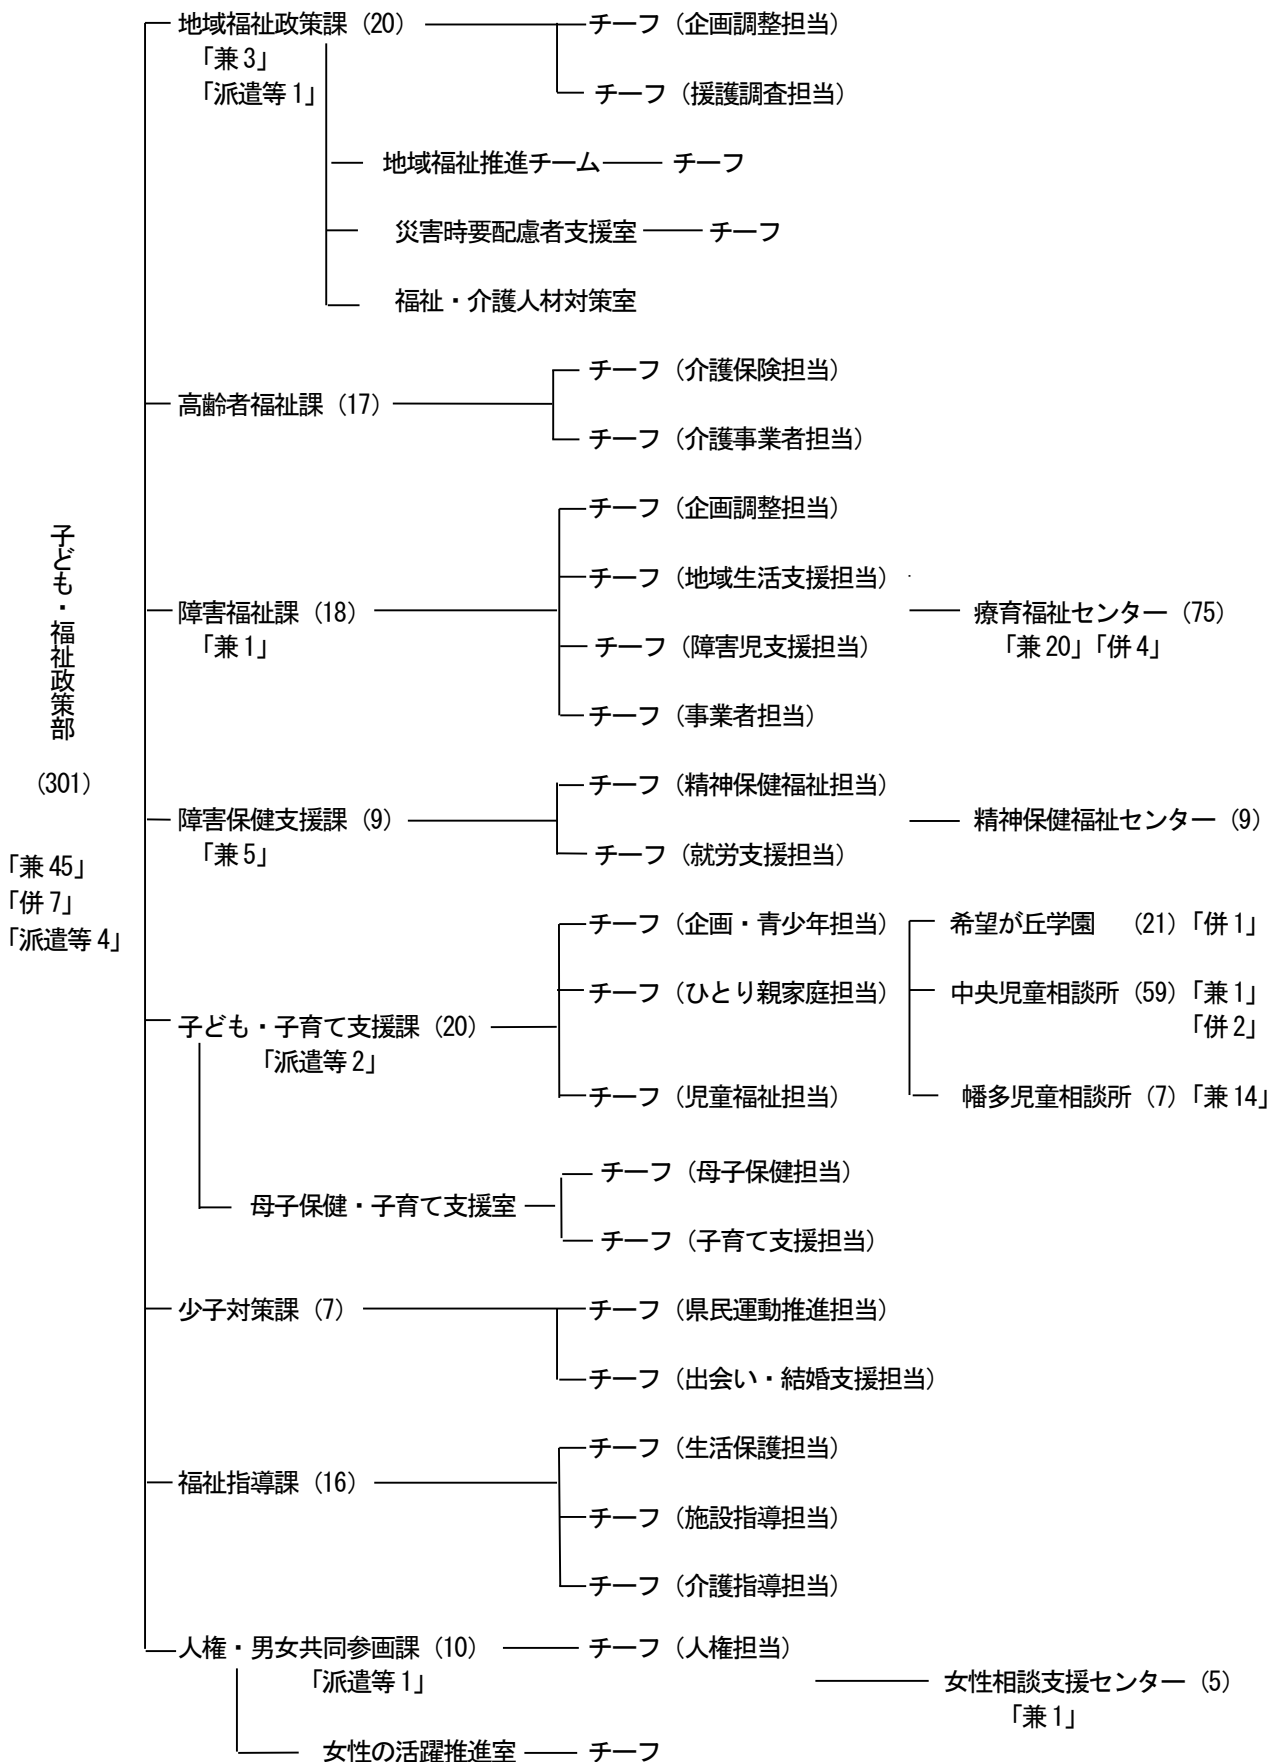 地域福祉政策課（20） チーフ（企画調整担当）
「兼3」
「派遣等1」 チーフ（援護調査担当）
地域福祉推進チーム チーフ
災害時要配慮者支援室 チーフ
福祉・介護人材対策室
チーフ（介護保険担当）
高齢者福祉課（17）
チーフ（介護事業者担当）
チーフ（企画調整担当）
チーフ（地域生活支援担当）
障害福祉課（18） 療育福祉センター（75）
「兼1」 チーフ（障害児支援担当） 「兼20」「併4」
チーフ（事業者担当）
子ども・福祉政策部
（301）
「兼45」
「併7」
「派遣等4」
チーフ（精神保健福祉担当）
障害保健支援課（9） 精神保健福祉センター（9）
「兼5」 チーフ（就労支援担当）
チーフ（企画・青少年担当） 希望が丘学園 （21）「併1」
チーフ（ひとり親家庭担当） 中央児童相談所（59）「兼1」
子ども・子育て支援課（20） 「併2」
「派遣等2」
チーフ（児童福祉担当） 幡多児童相談所（7）「兼14」
チーフ（母子保健担当）
母子保健・子育て支援室
チーフ（子育て支援担当）
少子対策課（7） チーフ（県民運動推進担当）
チーフ（出会い・結婚支援担当）
チーフ（生活保護担当）
福祉指導課（16）
チーフ（施設指導担当）
チーフ（介護指導担当）
人権・男女共同参画課（10） チーフ（人権担当）
「派遣等1」 女性相談支援センター（5）
「兼1」
女性の活躍推進室 チーフ